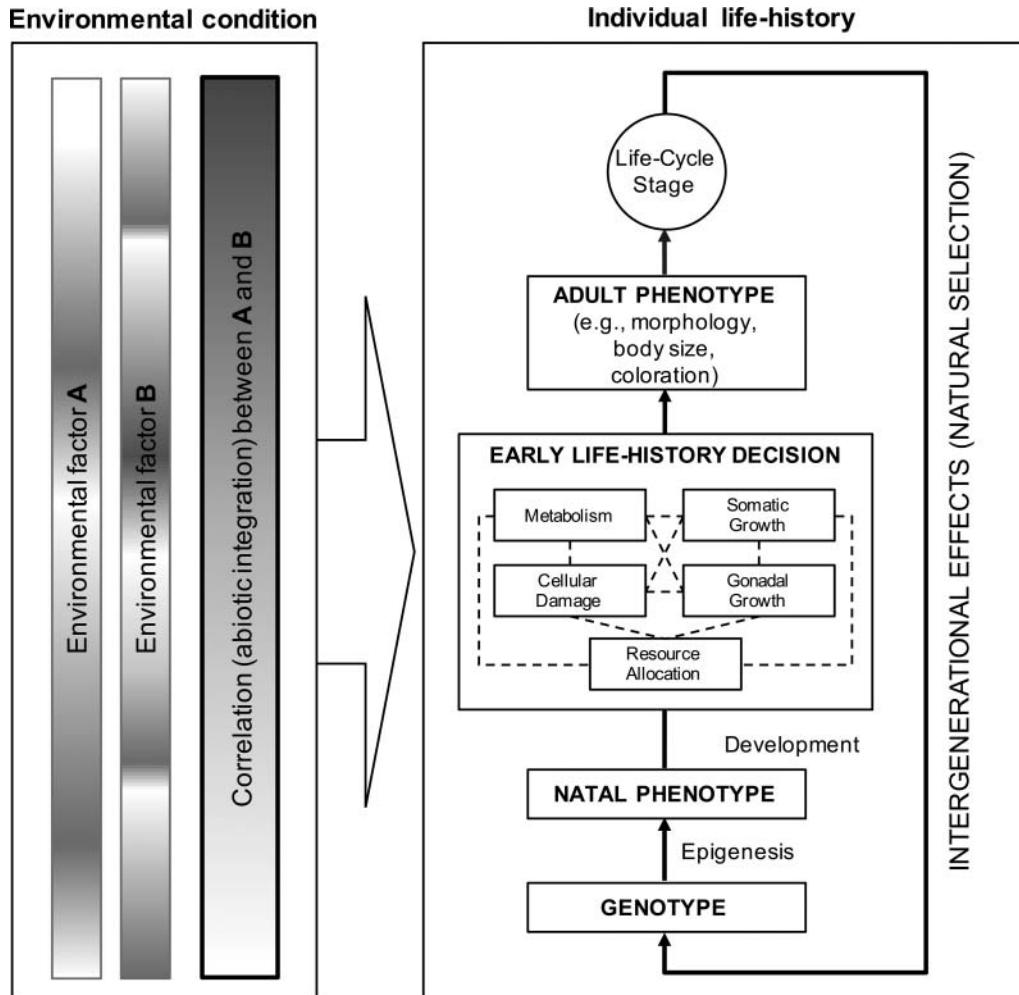 Environmental condition
Environmental factor A
Environmental factor B
Correlation (abiotic integration) between A and B
Individual life-history
Life-Cycle
Stage
ADULT PHENOTYPE
(e.g., morphology,
body size,
coloration)
EARLY LIFE-HISTORY DECISION
Metabolism
Somatic
Growth
Cellular
Damage
Gonadal
Growth
Resource
Allocation
Development
NATAL PHENOTYPE
Epigenesis
GENOTYPE
INTERGENERATIONAL EFFECTS (NATURAL SELECTION)